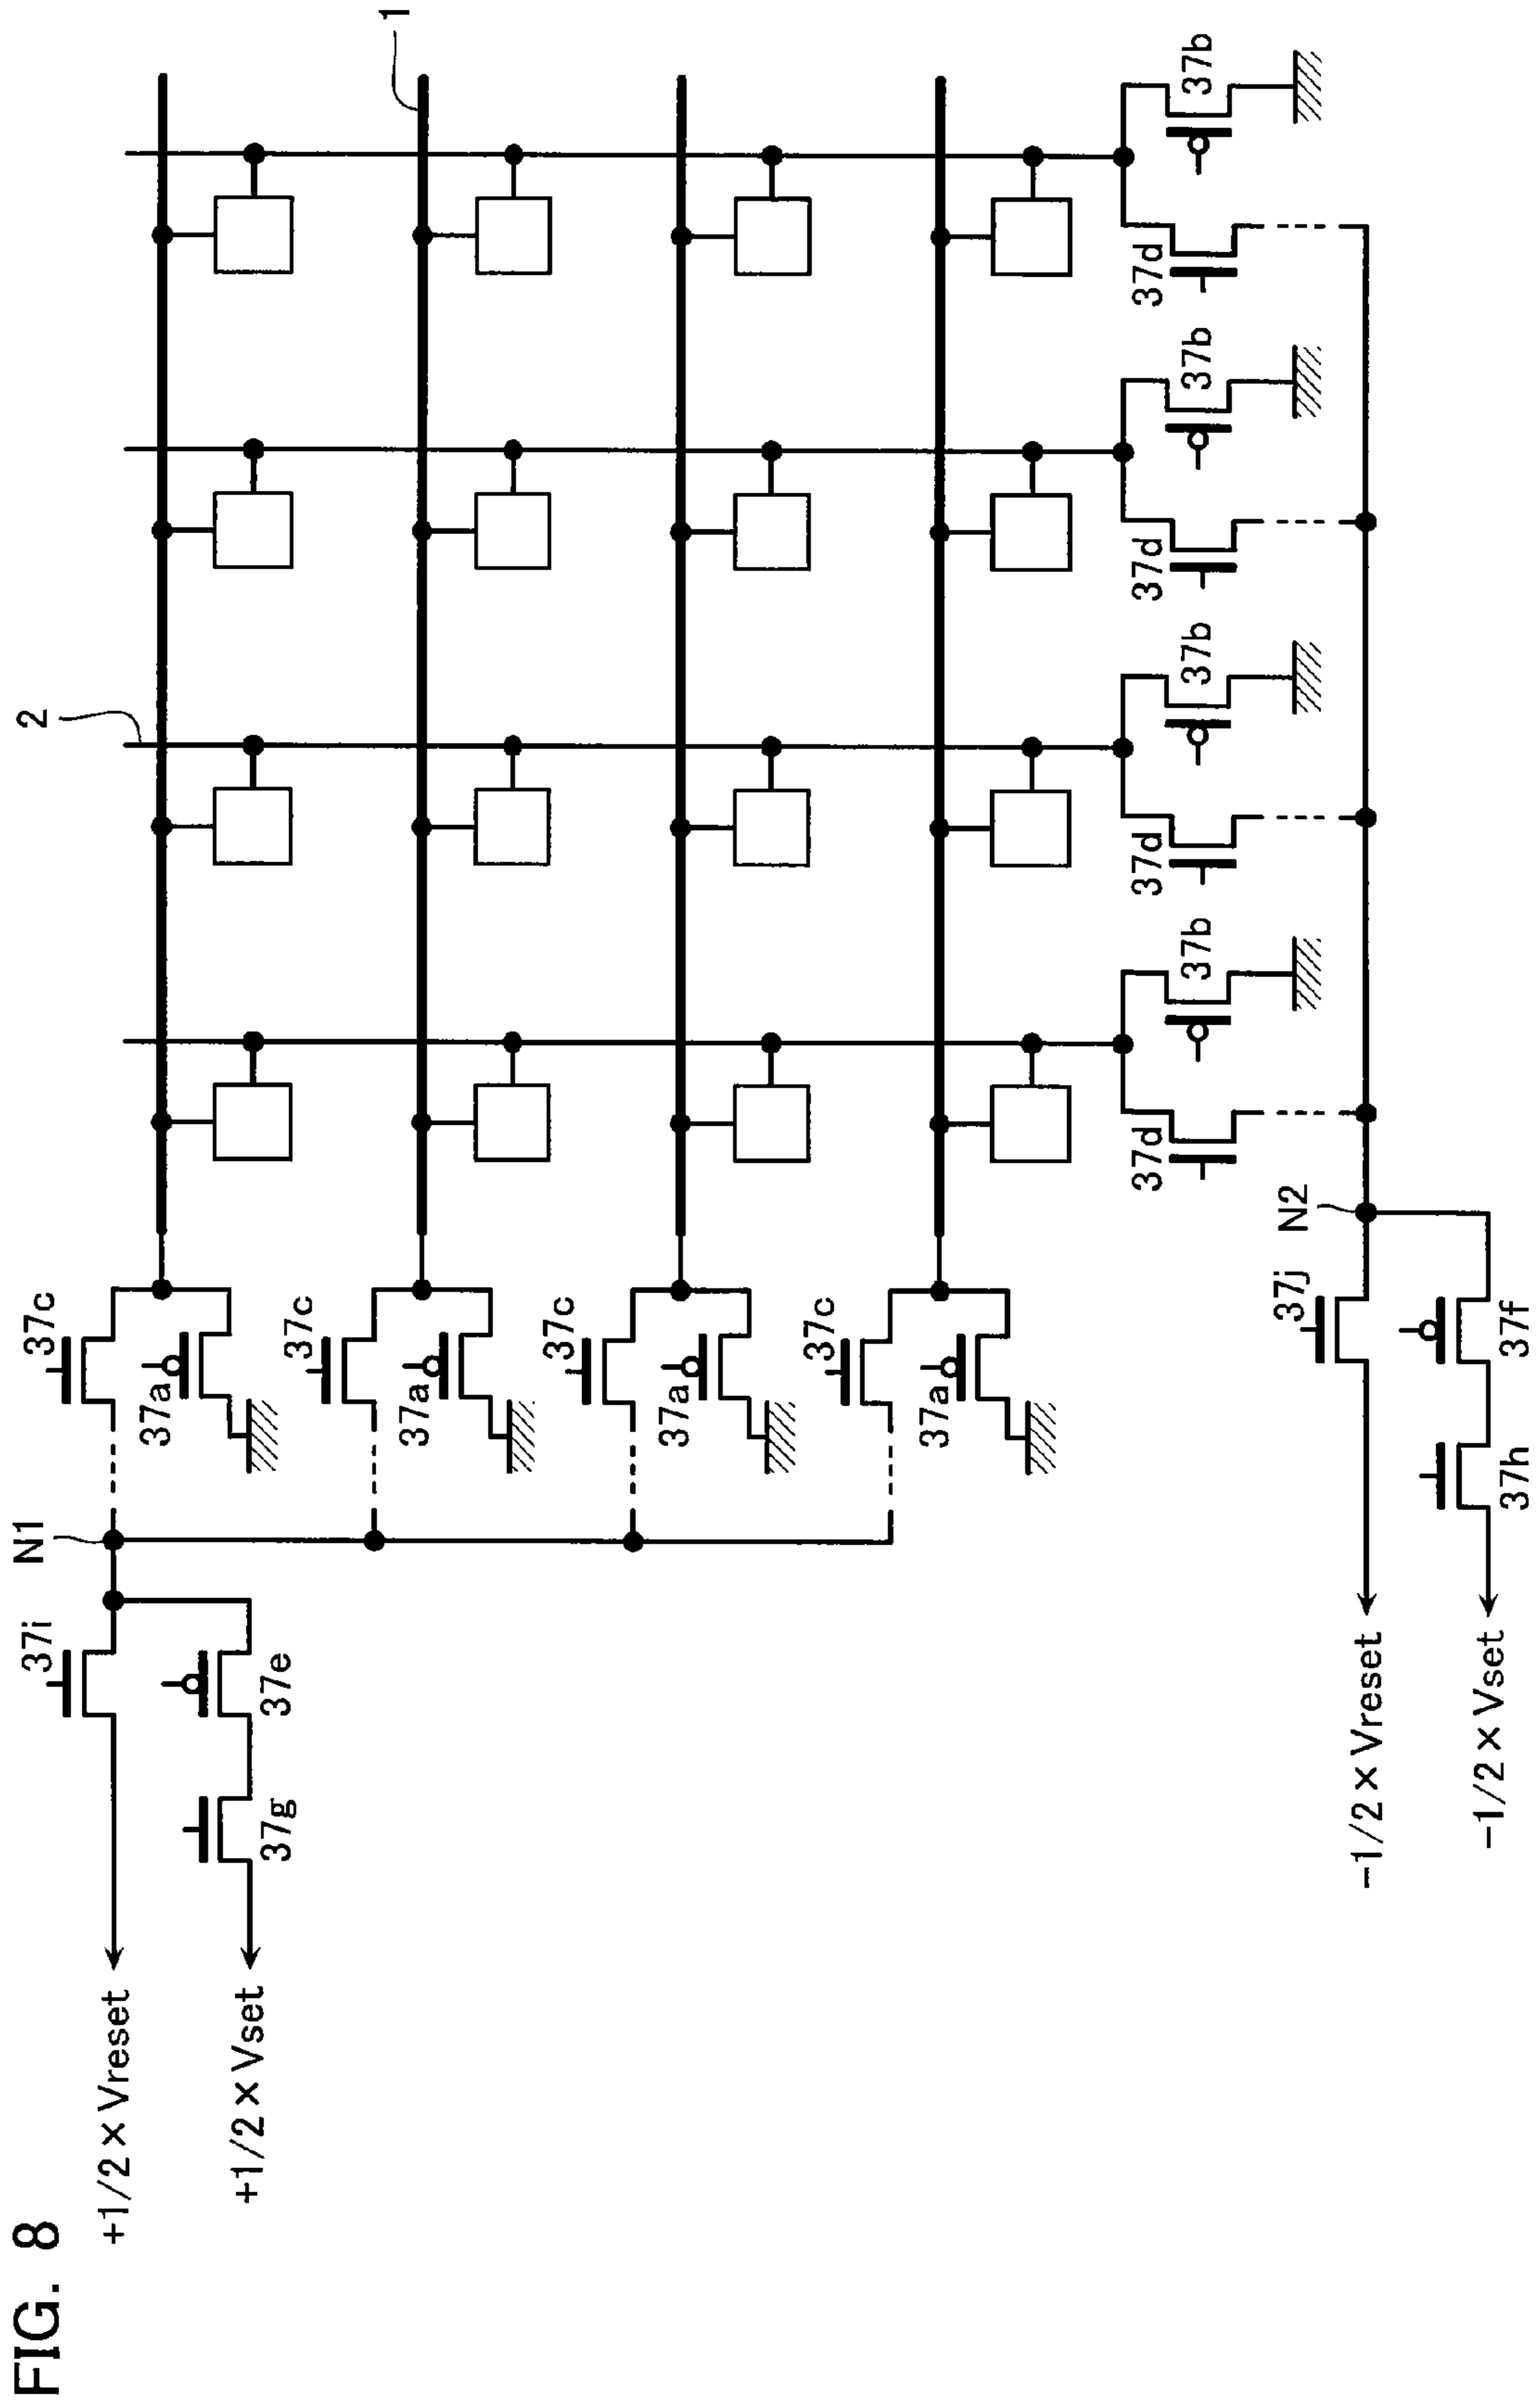 FIG. 8
N1
2
37i
37c
+1/2×Vreset
37a
+1/2×Vset
37g
37e
37c
1
37a
37c
37a
37c
37a
37d
37b
37d
37b
37d
37b
37d
37b
37j
N2
−1/2×Vreset
−1/2×Vset
37h
37f